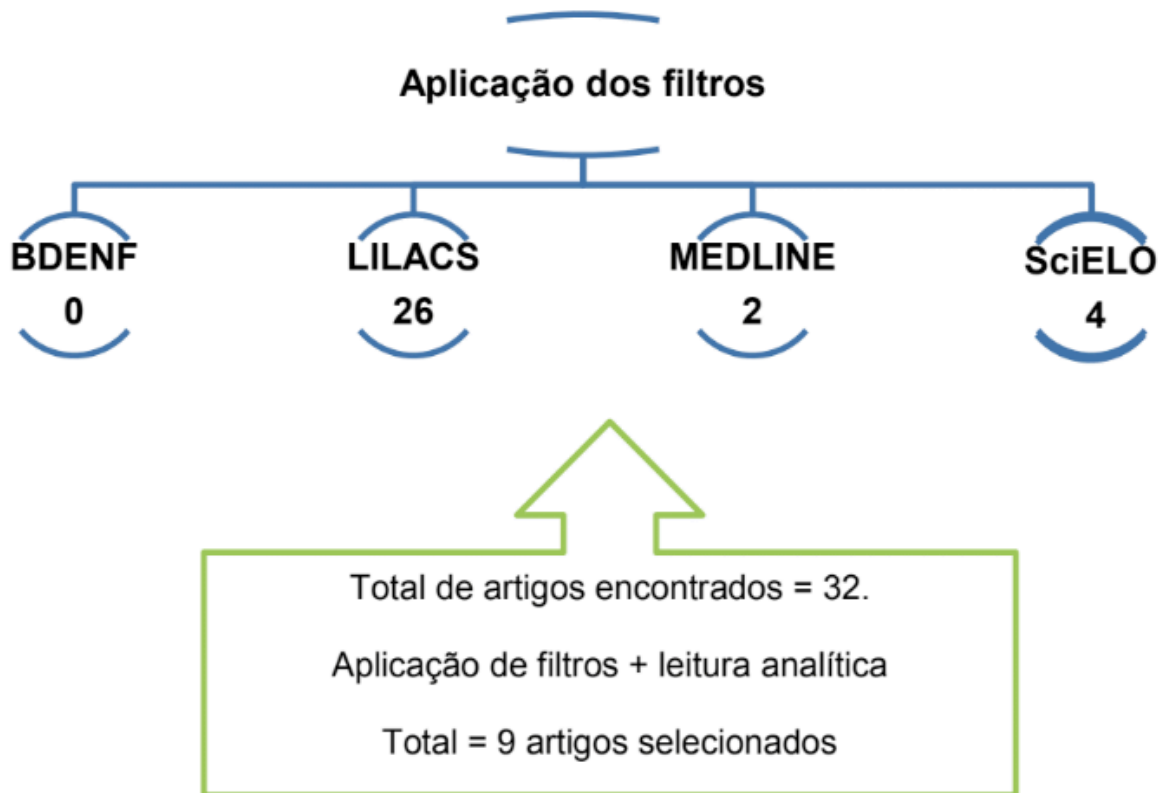 Aplicação dos filtros
BDENF
0
LILACS
26
MEDLINE
2
SciELO
4
Total de artigos encontrados = 32.
Aplicação de filtros + leitura analítica
Total = 9 artigos selecionados